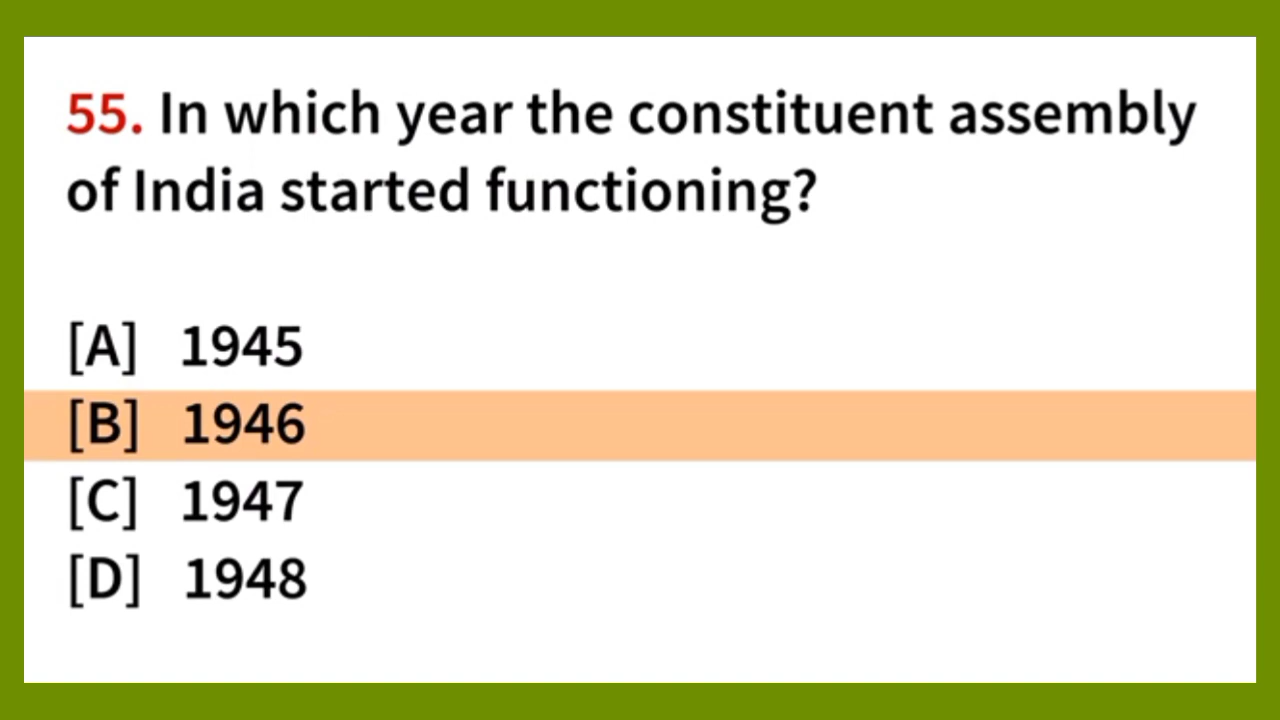 55. In which year the constituent assembly
of India started functioning?
[A] 1945
[B] 1946
[C] 1947
[D] 1948